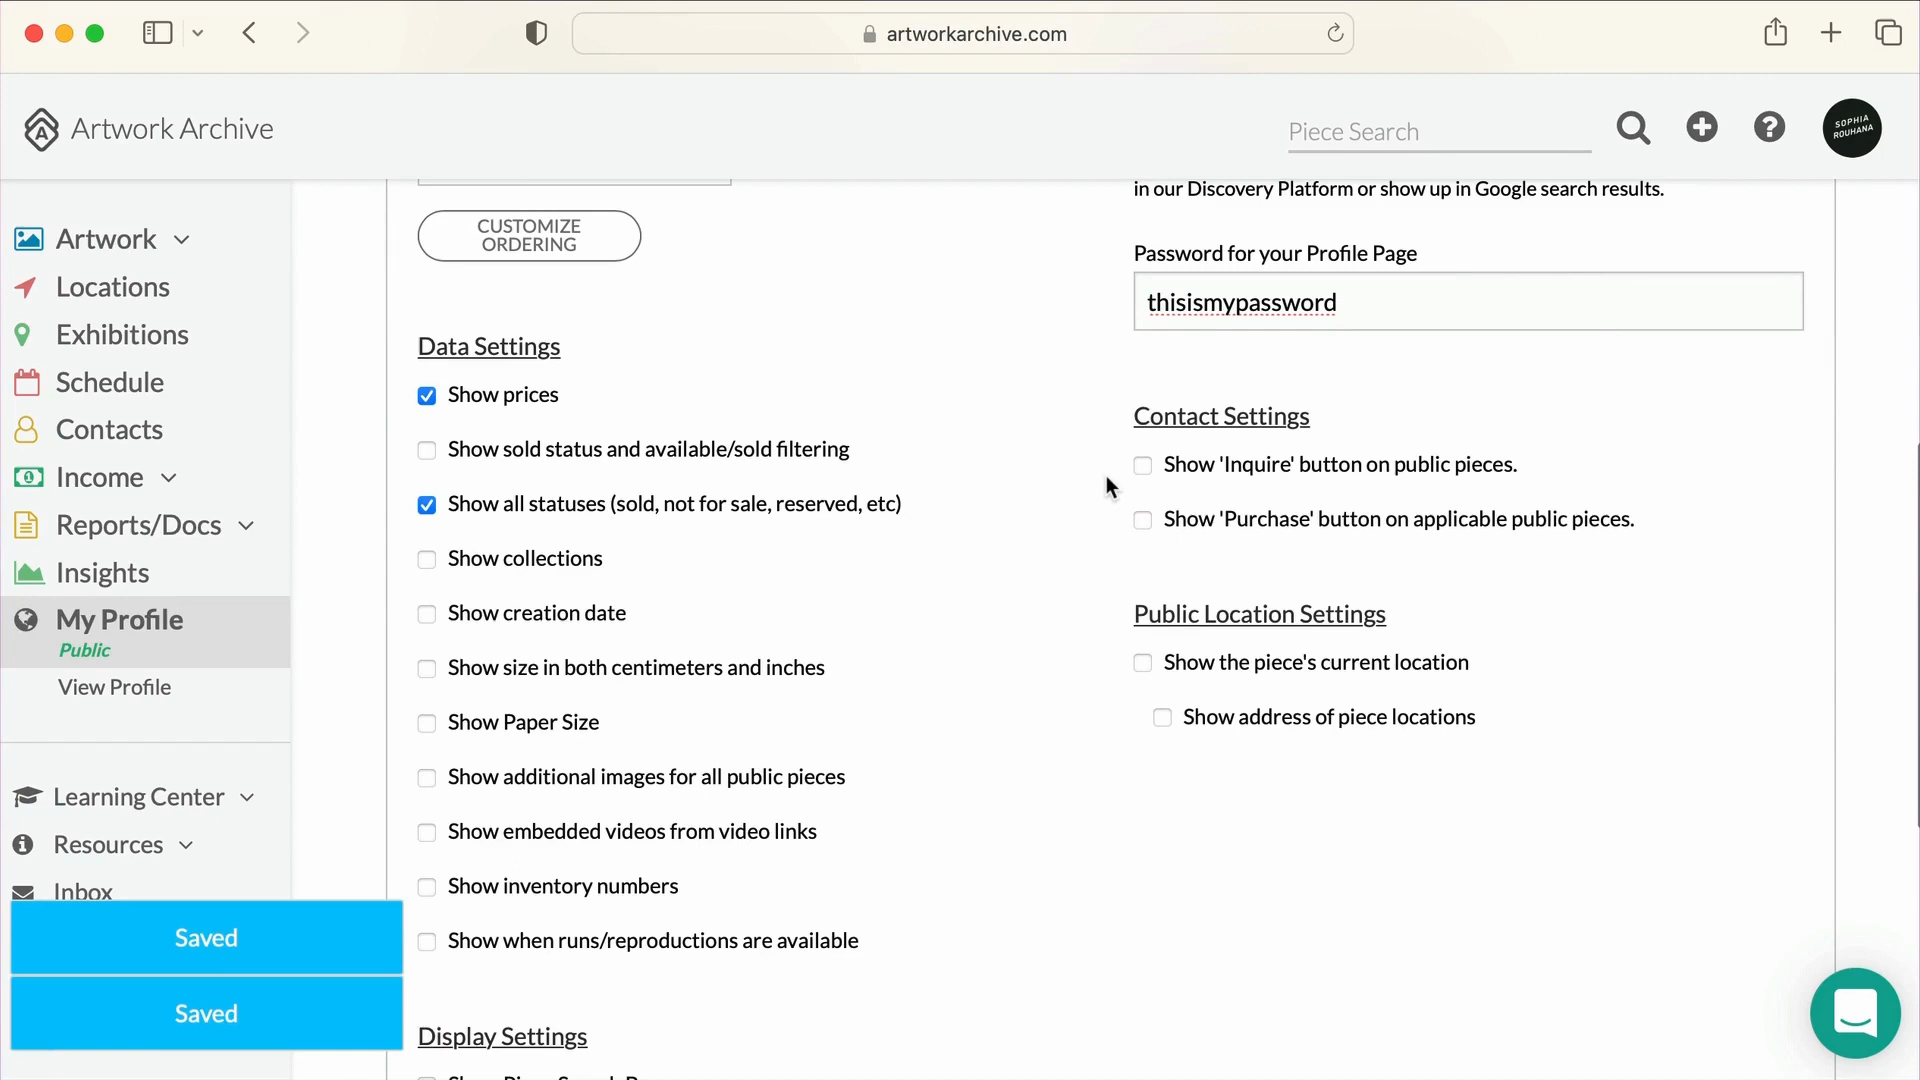 artworkarchive.com
Artwork Archive
Piece Search
SOPHIA
ROUHANA
Artwork
Locations
Exhibitions
Schedule
Contacts
Income
Reports/Docs
Insights
My Profile
Public
View Profile
Learning Center
Resources
Inbox
Saved
Saved
CUSTOMIZE
ORDERING
Data Settings
Show prices
Show sold status and available/sold filtering
Show all statuses (sold, not for sale, reserved, etc)
Show collections
Show creation date
Show size in both centimeters and inches
Show Paper Size
Show additional images for all public pieces
Show embedded videos from video links
Show inventory numbers
Show when runs/reproductions are available
Display Settings
in our Discovery Platform or show up in Google search results.
Password for your Profile Page
thisismypassword
Contact Settings
Show 'Inquire' button on public pieces.
Show 'Purchase' button on applicable public pieces.
Public Location Settings
Show the piece's current location
Show address of piece locations